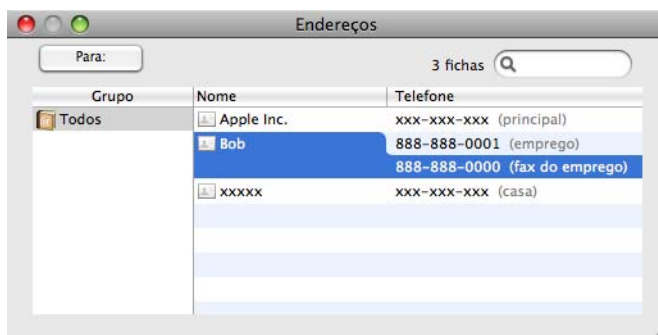 Endereços
Para:
3 fichas
Grupo Nome Telefone
Todos Apple Inc. xxx-xxx-xxx (principal)
Bob 888-888-0001 (emprego)
888-888-0000 (fax do emprego)
xxxxx xxx-xxx-xxx (casa)